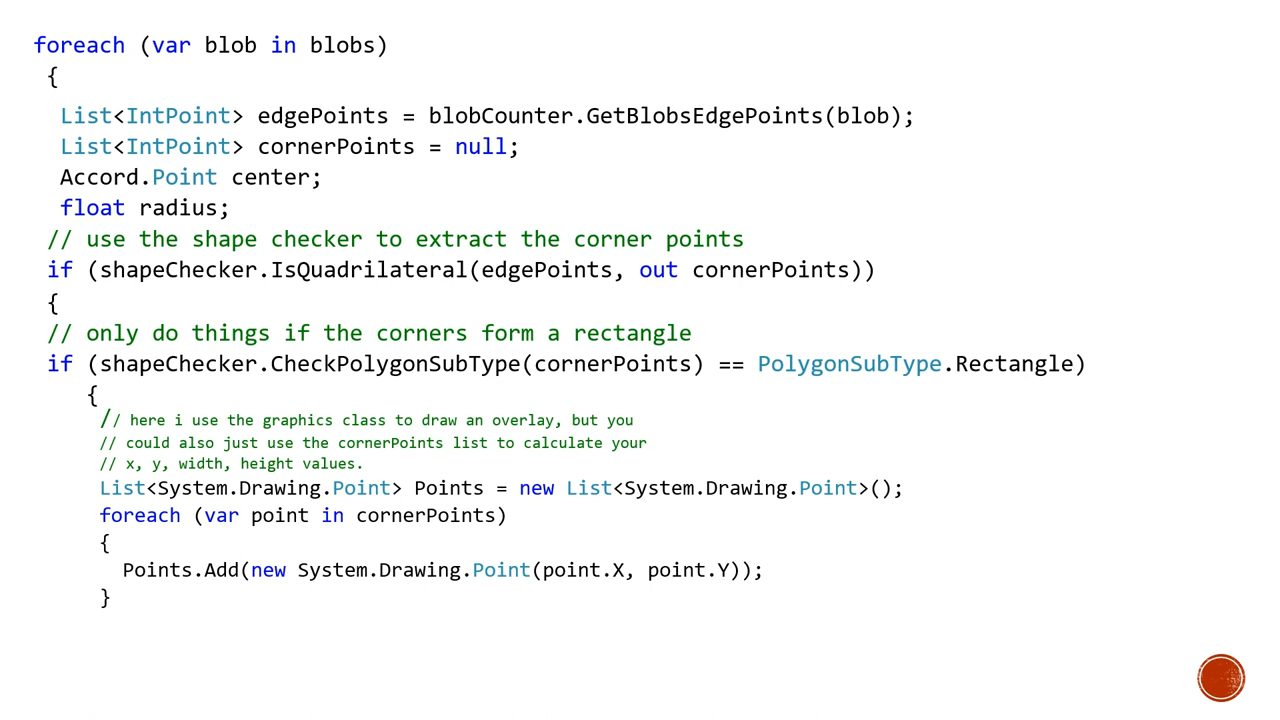 foreach (var blob in blobs)
{
List<IntPoint> edgePoints = blobCounter.GetBlobsEdgePoints(blob);
List<IntPoint> cornerPoints = null;
Accord.Point center;
float radius;
// use the shape checker to extract the corner points
if (shapeChecker.IsQuadrilateral(edgePoints, out cornerPoints))
{
// only do things if the corners form a rectangle
if (shapeChecker.CheckPolygonSubType(cornerPoints) == PolygonSubType.Rectangle)
{
// here i use the graphics class to draw an overlay, but you
// could also just use the cornerPoints list to calculate your
// x, y, width, height values.
List<System.Drawing.Point> Points = new List<System.Drawing.Point>();
foreach (var point in cornerPoints)
{
Points.Add(new System.Drawing.Point(point.X, point.Y));
}